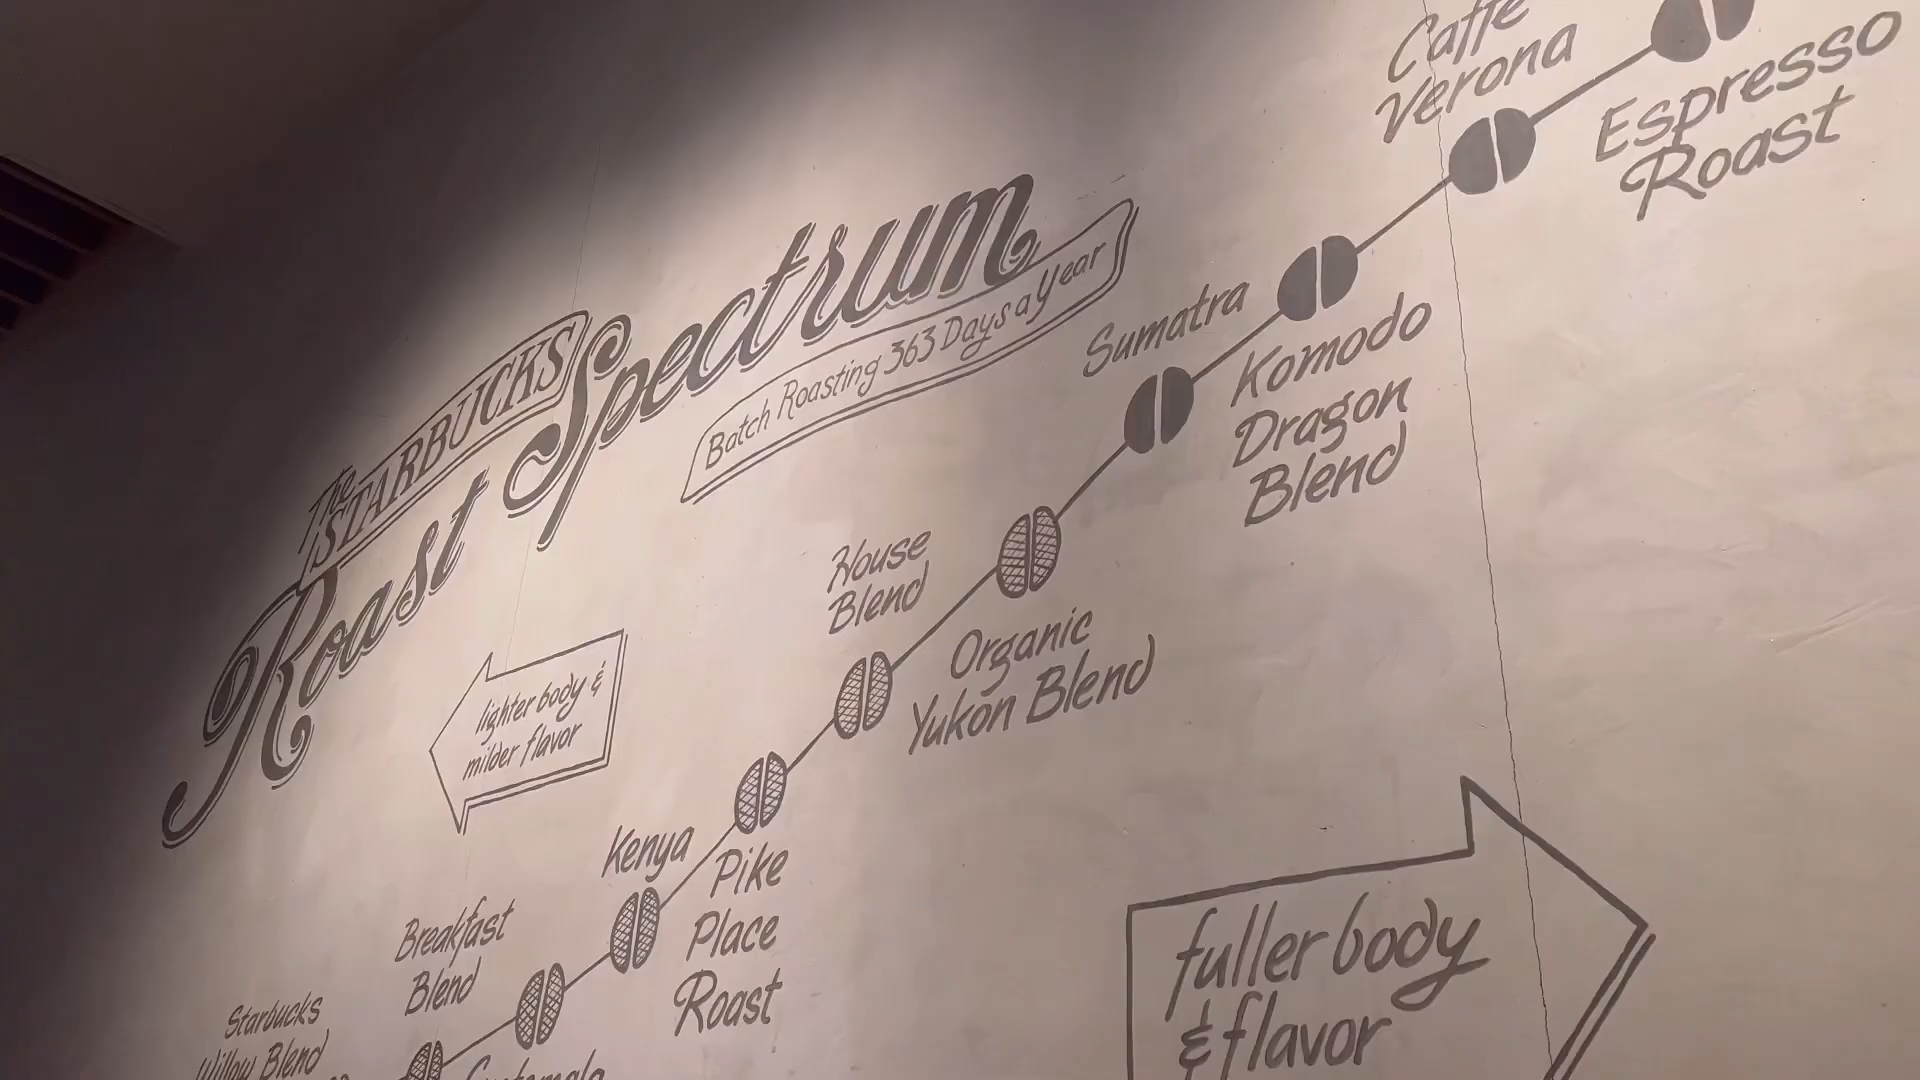 The
STARBUCKS
Roast Spectrum
Batch Roasting 363 Days a Year
lighter body &
milder flavor
Caffe
Verona
Espresso
Roast
Sumatra
Komodo
Dragon
Blend
House
Blend
Organic
Yukon Blend
Kenya
Pike
Place
Roast
Breakfast
Blend
Starbucks
Willow Blend
Guatemala
fuller body
& flavor